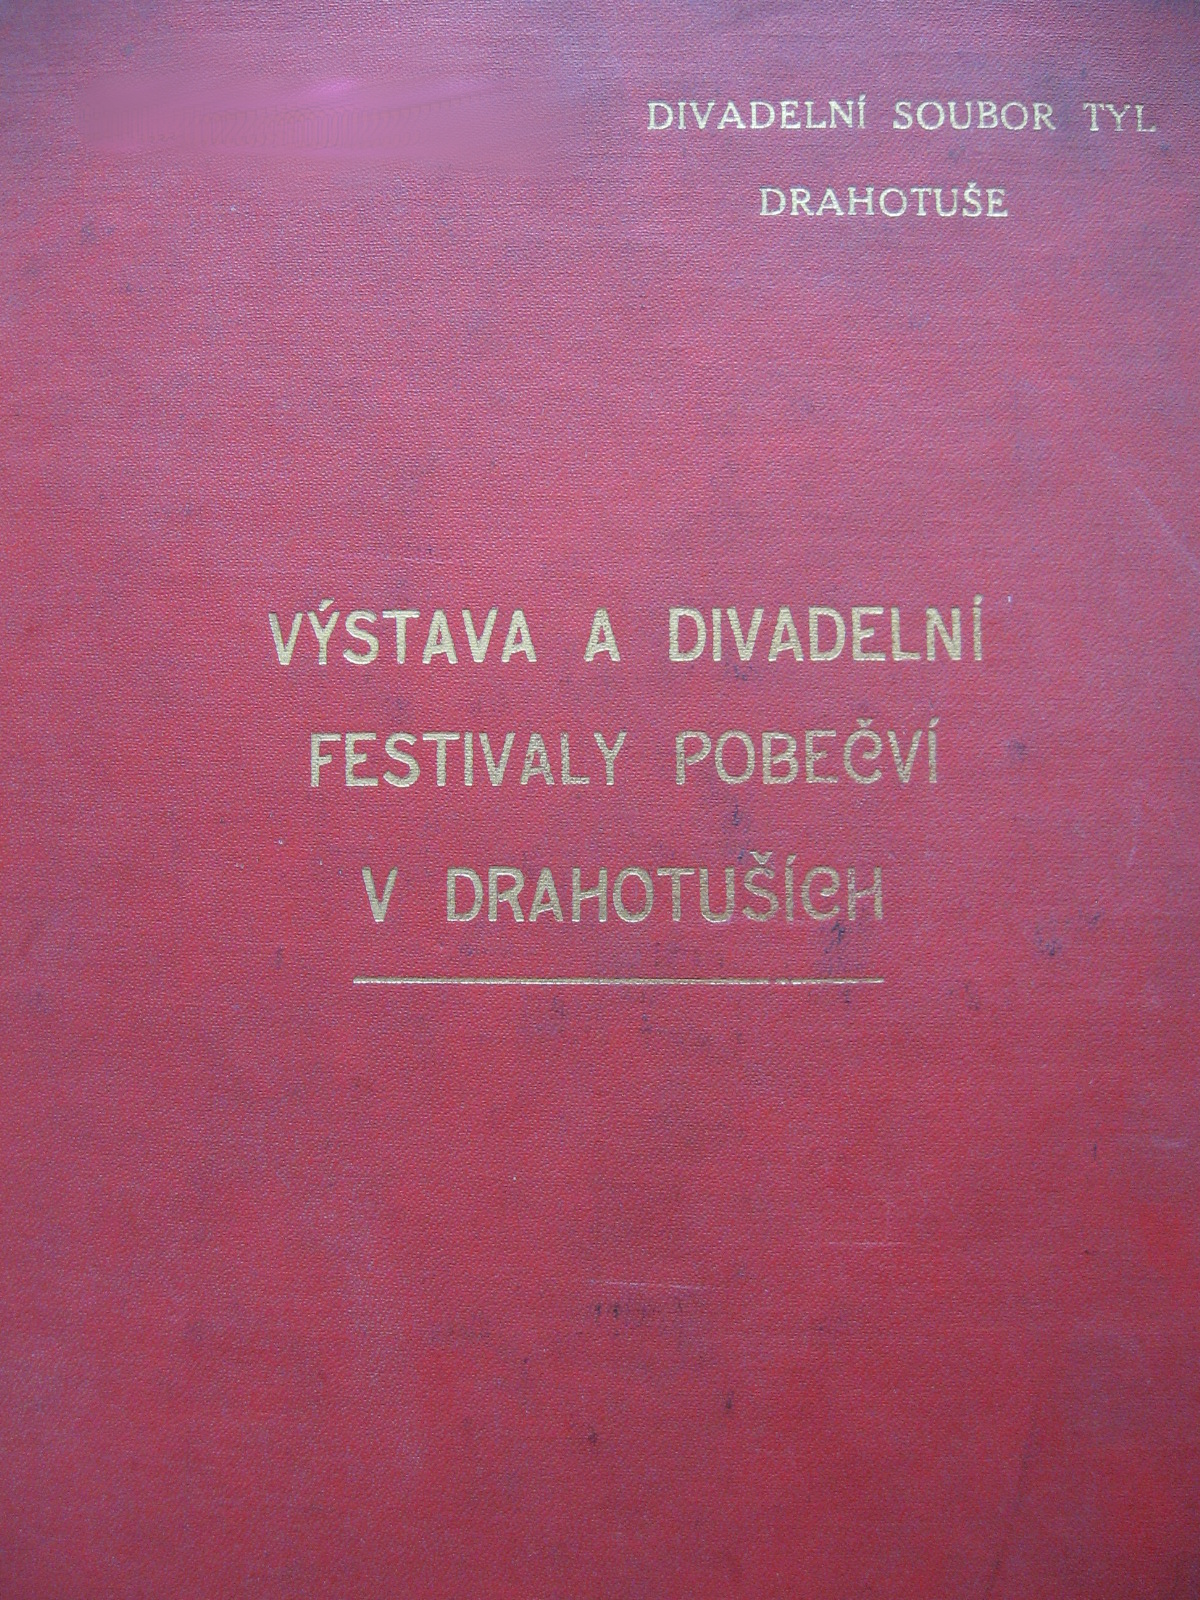 DIVADELNÍ SOUBOR TYL
DRAHOTUŠE
VÝSTAVA A DIVADELNÍ
FESTIVALY POBEČVÍ
V DRAHOTUŠÍCH